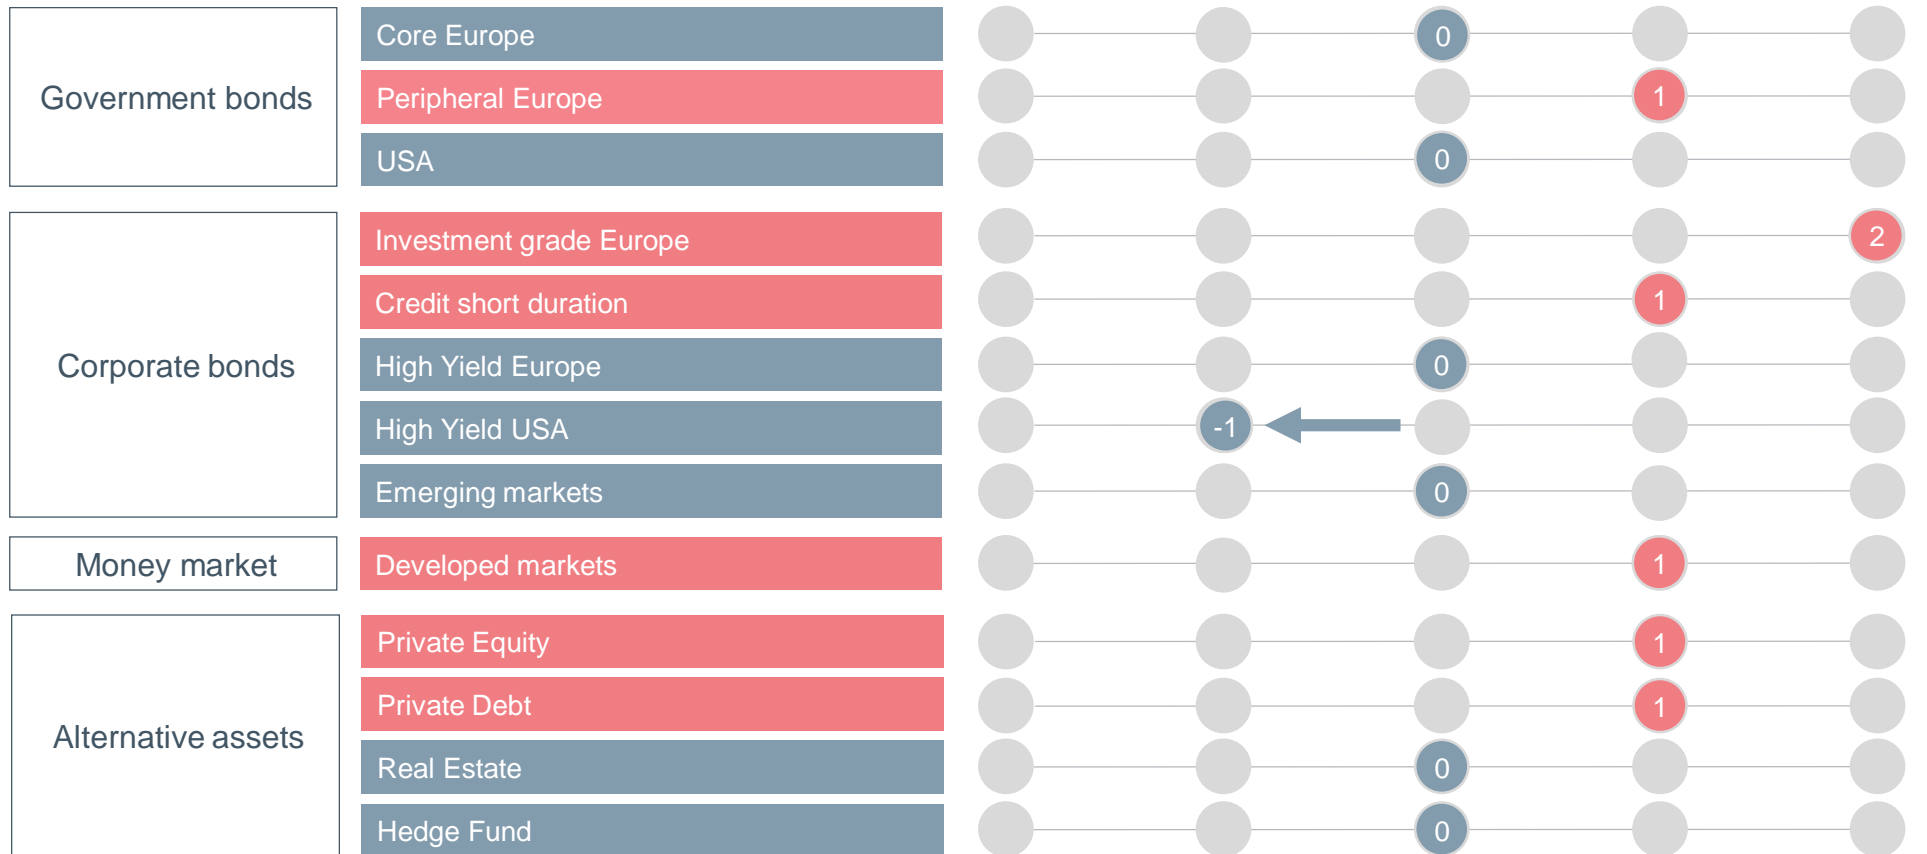 Government bonds
Core Europe
0
Peripheral Europe
1
USA
0
Corporate bonds
Investment grade Europe
2
Credit short duration
1
High Yield Europe
0
High Yield USA
-1
Emerging markets
0
Money market
Developed markets
1
Alternative assets
Private Equity
1
Private Debt
1
Real Estate
0
Hedge Fund
0